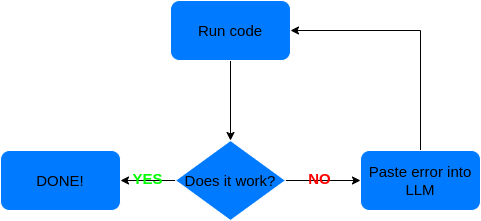 Run code
DONE!
YES
Does it work?
NO
Paste error into
LLM